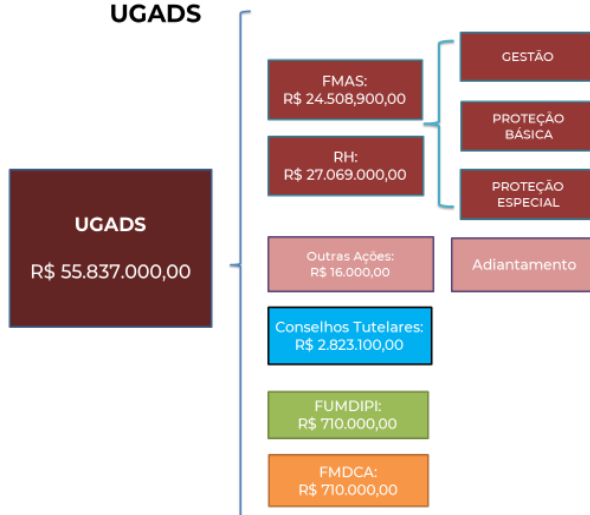 UGADS
UGADS
R$ 55.837.000,00
FMAS:
R$ 24.508,900,00
RH:
R$ 27.069.000,00
GESTÃO
PROTEÇÃO
BÁSICA
PROTEÇÃO
ESPECIAL
Outras Ações:
R$ 16.000,00
Adiantamento
Conselhos Tutelares:
R$ 2.823.100,00
FUMDIPI:
R$ 710.000,00
FMDCA:
R$ 710.000,00